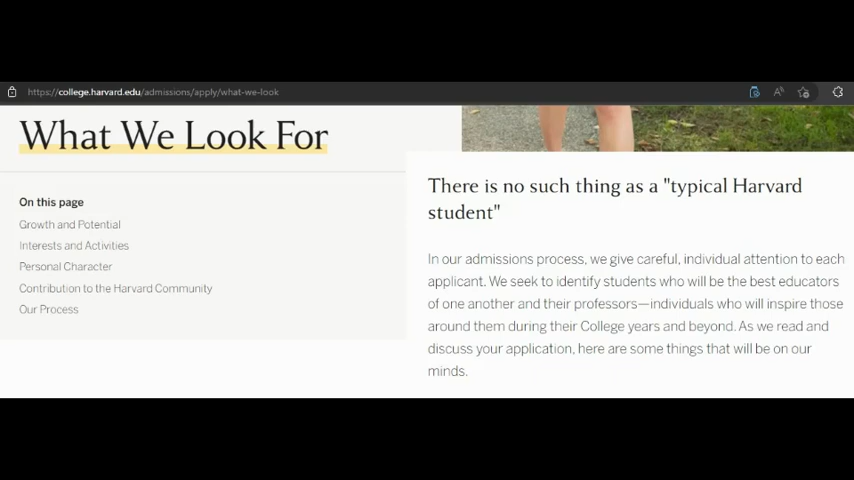 https://college.harvard.edu/admissions/apply/what-we-look
What We Look For
On this page
Growth and Potential
Interests and Activities
Personal Character
Contribution to the Harvard Community
Our Process
There is no such thing as a "typical Harvard
student"
In our admissions process, we give careful, individual attention to each
applicant. We seek to identify students who will be the best educators
of one another and their professors—individuals who will inspire those
around them during their College years and beyond. As we read and
discuss your application, here are some things that will be on our
minds.